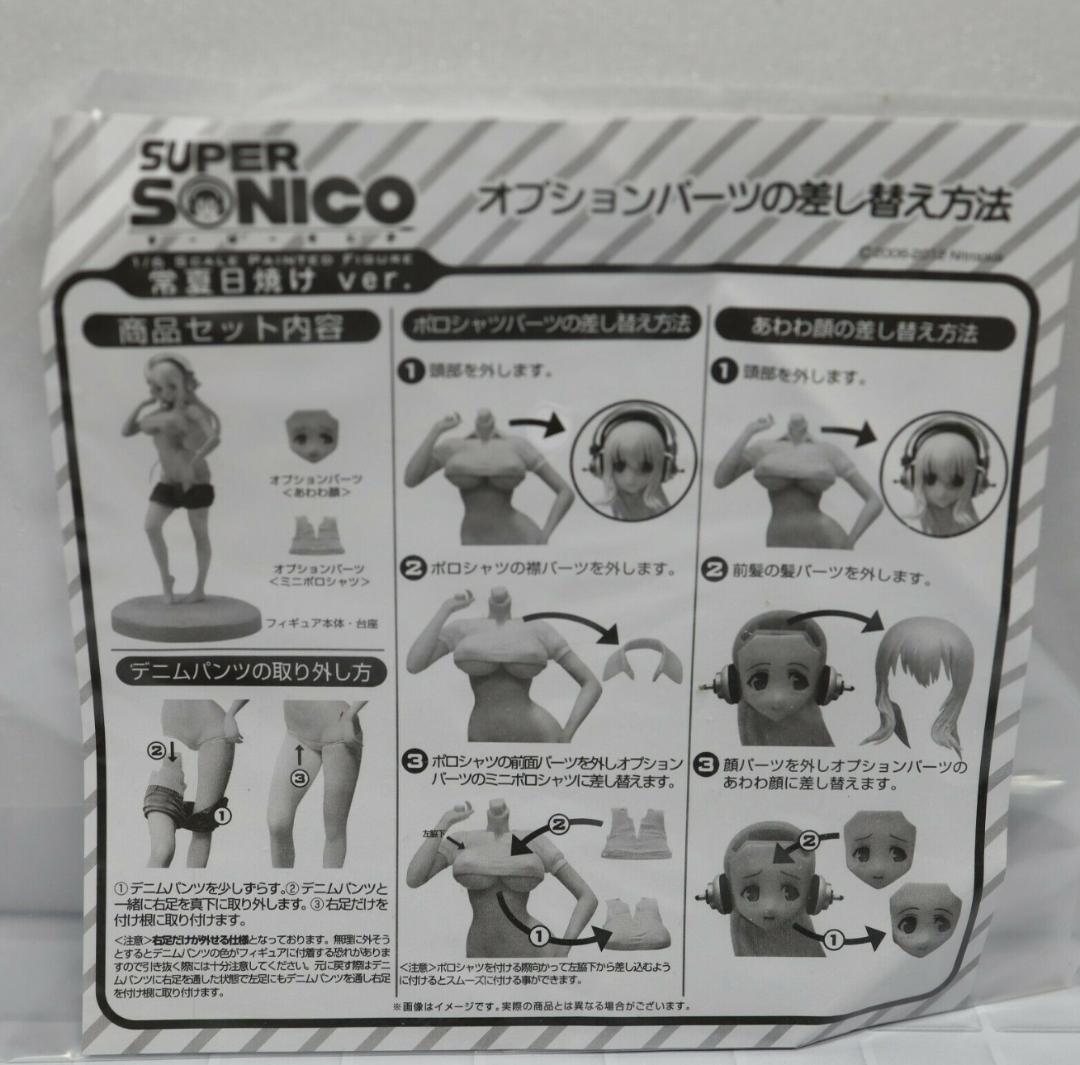 SUPER
SONICO
オプションパーツの差し替え方法
©2006-2012 Nitroplus
1/6 SCALE PAINTED FIGURE
常夏日焼け ver.
商品セット内容
オプションパーツ
<あわわ顔>
オプションパーツ
<ミニポロシャツ>
フィギュア本体・台座
デニムパンツの取り外し方
②
①
③
①デニムパンツを少しずらす。②デニムパンツと
一緒に右足を真下に取り外します。③右足だけを
付け根に取り付けます。
<注意>右足だけが外せる仕様となっております。無理に外そう
とするとデニムパンツの色がフィギュアに付着する恐れがありま
すので引き抜く際には十分注意してください。元に戻す際はデニ
ムパンツに右足を通した状態で左足にもデニムパンツを通し右足
を付け根に取り付けます。
ポロシャツパーツの差し替え方法
1 頭部を外します。
2 ポロシャツの襟パーツを外します。
3 ポロシャツの前面パーツを外しオプション
パーツのミニポロシャツに差し替えます。
左脇下
②
①
<注意>ポロシャツを付ける際向かって左脇下から差し込むよう
に付けるとスムーズに付ける事ができます。
あわわ顔の差し替え方法
1 頭部を外します。
2 前髪の髪パーツを外します。
3 顔パーツを外しオプションパーツの
あわわ顔に差し替えます。
②
①
※画像はイメージです。実際の商品とは異なる場合がございます。